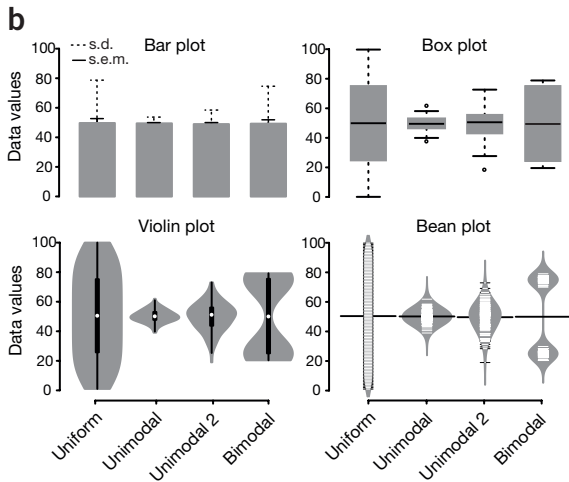 b
Bar plot
s.d.
s.e.m.
Data values
100
80
60
40
20
0
Box plot
100
80
60
40
20
0
Violin plot
Data values
100
80
60
40
20
0
Uniform
Unimodal
Unimodal 2
Bimodal
Bean plot
100
80
60
40
20
0
Uniform
Unimodal
Unimodal 2
Bimodal